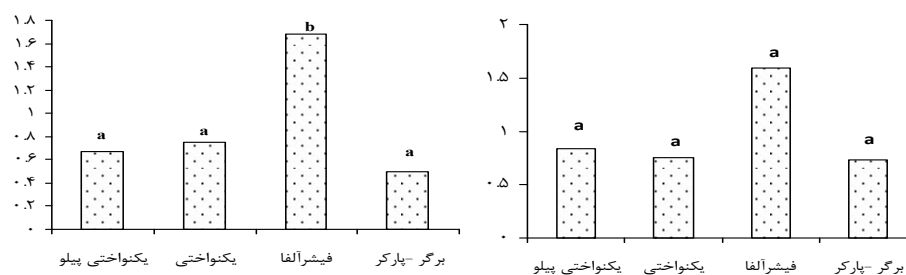 ۱.۸
۱.۶
۱.۴
۱.۲
۱
۰.۸
۰.۶
۰.۴
۰.۲
۰
a
a
b
a
یکنواختی پیلو
یکنواختی
فیشرآلفا
برگر -پارکر
۲
۱.۵
۱
۰.۵
۰
a
a
a
a
یکنواختی پیلو
یکنواختی
فیشرآلفا
برگر -پارکر